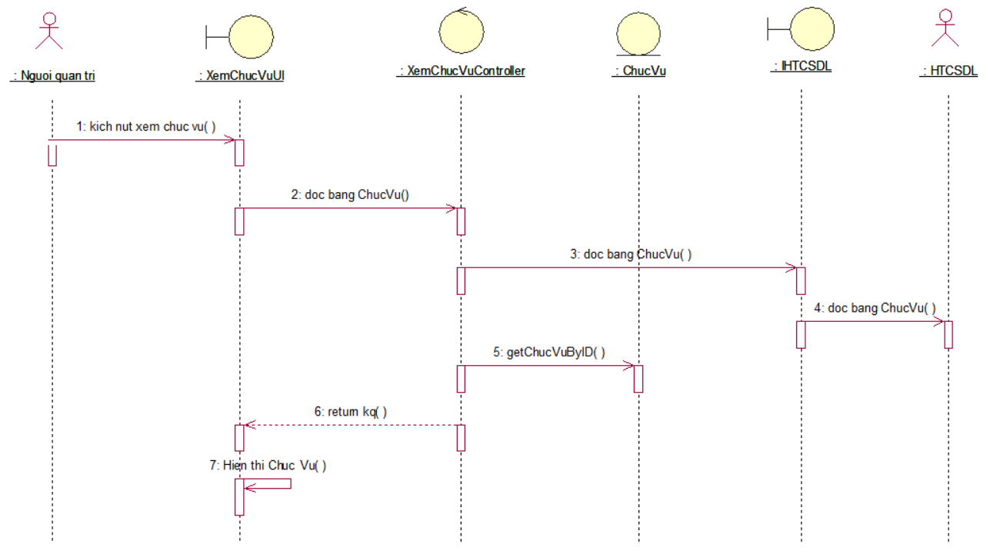 : Nguoi quan tri
: XemChucVuUI
: XemChucVuController
: ChucVu
: IHTCSDL
: HTCSDL
1: kich nut xem chuc vu( )
2: doc bang ChucVu()
3: doc bang ChucVu( )
4: doc bang ChucVu( )
5: getChucVuByID( )
6: return kq( )
7: Hien thi Chuc Vu( )